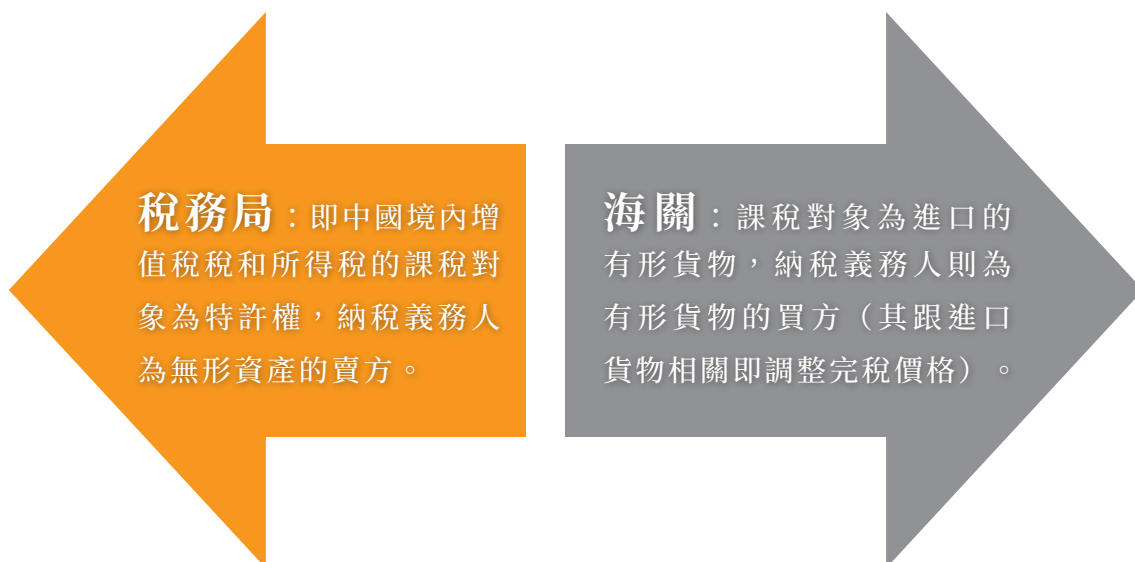 稅務局：即中國境內增
值稅稅和所得稅的課稅對
象為特許權，納稅義務人
為無形資產的賣方。
海關：課稅對象為進口的
有形貨物，納稅義務人則為
有形貨物的買方（其跟進口
貨物相關即調整完稅價格）。